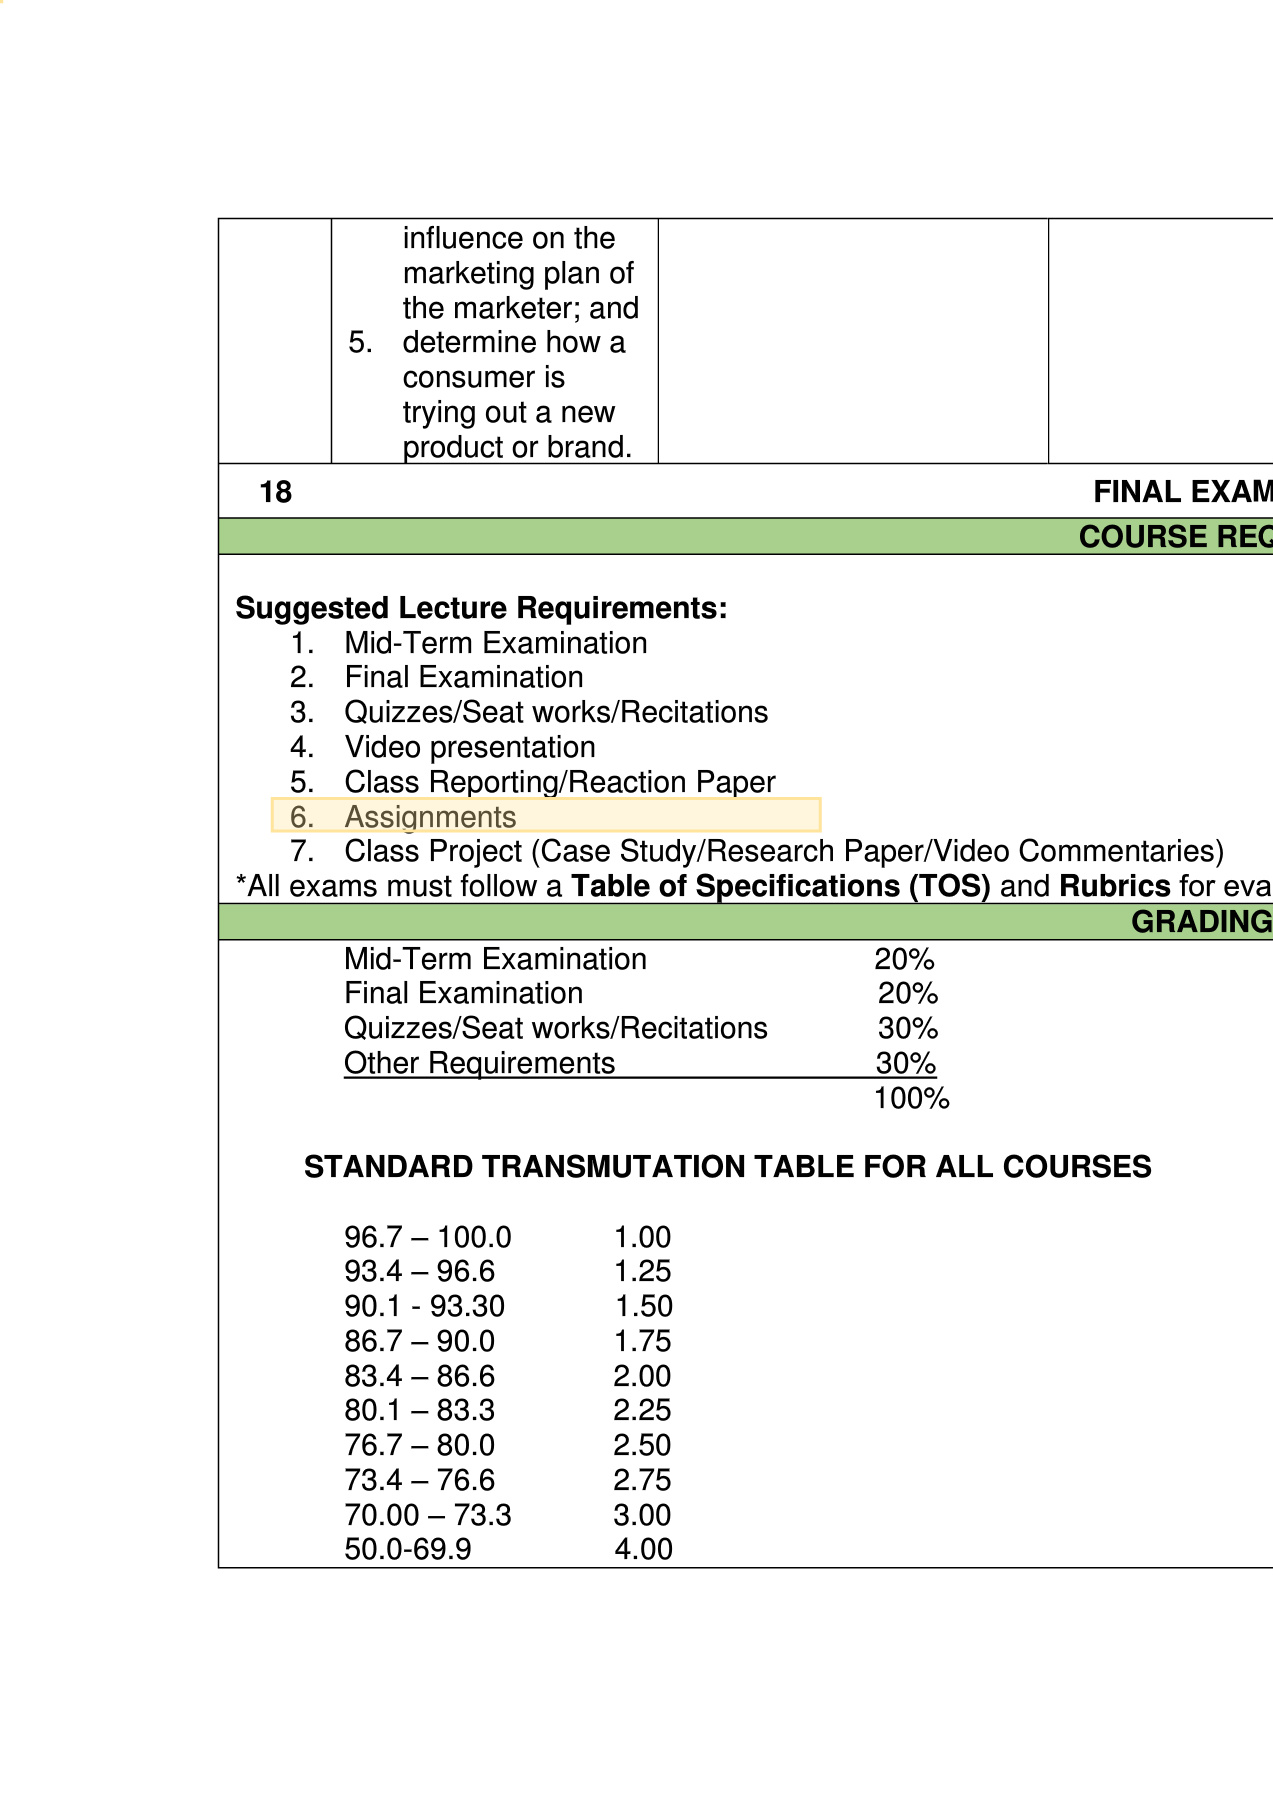 influence on the
marketing plan of
the marketer; and
5. determine how a
consumer is
trying out a new
product or brand.
18 FINAL EXAM
COURSE REQ
Suggested Lecture Requirements:
1. Mid-Term Examination
2. Final Examination
3. Quizzes/Seat works/Recitations
4. Video presentation
5. Class Reporting/Reaction Paper
6. Assignments
7. Class Project (Case Study/Research Paper/Video Commentaries)
*All exams must follow a Table of Specifications (TOS) and Rubrics for eva
GRADING
Mid-Term Examination 20%
Final Examination 20%
Quizzes/Seat works/Recitations 30%
Other Requirements 30%
100%
STANDARD TRANSMUTATION TABLE FOR ALL COURSES
96.7 – 100.0 1.00
93.4 – 96.6 1.25
90.1 - 93.30 1.50
86.7 – 90.0 1.75
83.4 – 86.6 2.00
80.1 – 83.3 2.25
76.7 – 80.0 2.50
73.4 – 76.6 2.75
70.00 – 73.3 3.00
50.0-69.9 4.00